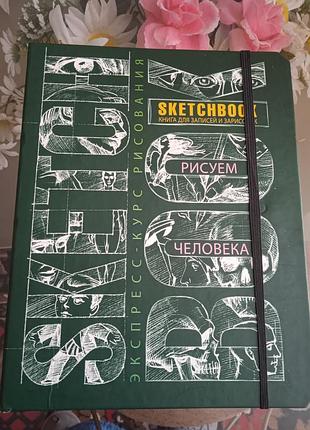 SKETCH
BOOK
ЭКСПРЕСС-КУРС РИСОВАНИЯ
SKETCHBOOK
КНИГА ДЛЯ ЗАПИСЕЙ И ЗАРИСОВОК
РИСУЕМ
ЧЕЛОВЕКА